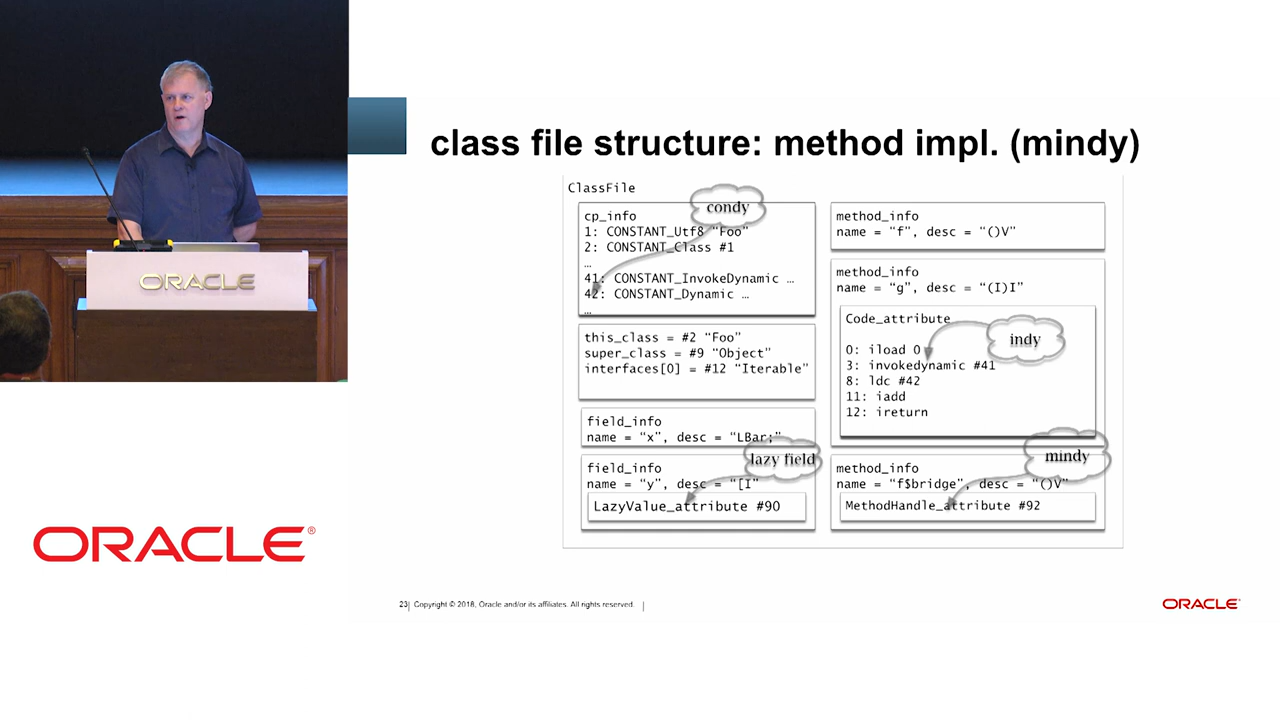 ORACLE
ORACLE®
class file structure: method impl. (mindy)
ClassFile
condy
cp_info
1: CONSTANT_Utf8 “Foo”
2: CONSTANT_Class #1
…
41: CONSTANT_InvokeDynamic …
42: CONSTANT_Dynamic …
…
this_class = #2 “Foo”
super_class = #9 “Object”
interfaces[0] = #12 “Iterable”
field_info
name = “x”, desc = “LBar;”
lazy field
field_info
name = “y”, desc = “[I”
LazyValue_attribute #90
method_info
name = “f”, desc = “()V”
method_info
name = “g”, desc = “(I)I”
Code_attribute
indy
0: iload 0
3: invokedynamic #41
8: ldc #42
11: iadd
12: ireturn
mindy
method_info
name = “f$bridge”, desc = “()V”
MethodHandle_attribute #92
23| Copyright © 2018, Oracle and/or its affiliates. All rights reserved. |
ORACLE®